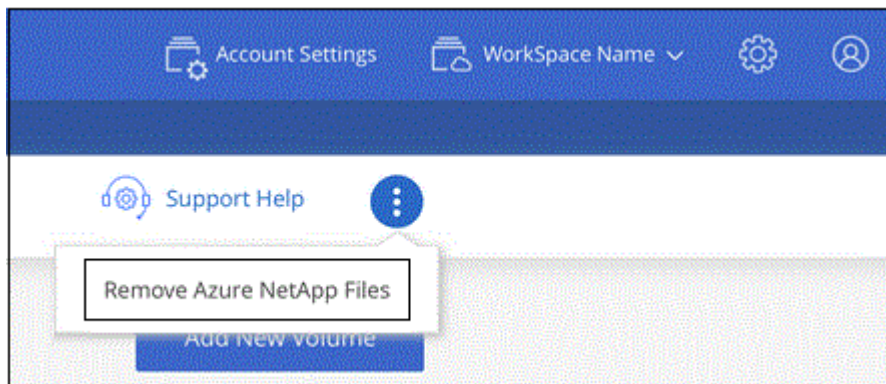 Account Settings WorkSpace Name
Support Help
Remove Azure NetApp Files
Add New Volume